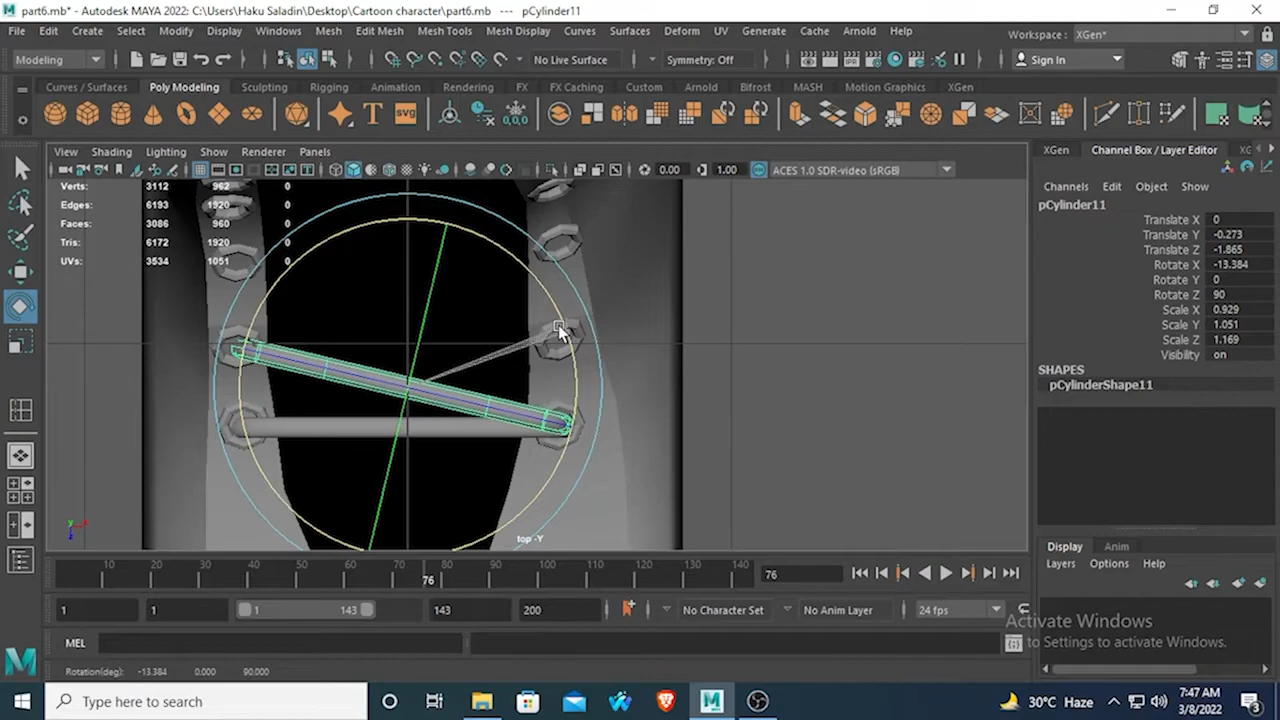 part6.mb* - Autodesk MAYA 2022: C:\Users\Haku Saladin\Desktop\Cartoon character\part6.mb --- pCylinder11
File Edit Create Select Modify Display Windows Mesh Edit Mesh Mesh Tools Mesh Display Curves Surfaces Deform UV Generate Cache Arnold Help
Workspace : XGen*
Modeling
No Live Surface
Symmetry: Off
Sign In
Curves / Surfaces Poly Modeling Sculpting Rigging Animation Rendering FX FX Caching Custom Arnold Bifrost MASH Motion Graphics XGen
View Shading Lighting Renderer Panels
XGen Channel Box / Layer Editor XG
0.00 1.00 ACES 1.0 SDR-video (sRGB)
Channels Edit Object Show
Verts: 3112 962 0
Edges: 6193 1920 0
Faces: 3086 960 0
Tris: 6172 1920 0
UVs: 3534 1051 0
pCylinder11
Translate X 0
Translate Y -0.273
Translate Z -1.865
Rotate X -13.384
Rotate Y 0
Rotate Z 90
Scale X 0.929
Scale Y 1.051
Scale Z 1.169
Visibility on
SHAPES
pCylinderShape11
top -Y
Display Anim
Layers Options Help
10 20 30 40 50 60 70 80 90 100 110 120 130 140
76
76
1 1 1 143 143 200
No Character Set
No Anim Layer
24 fps
Activate Windows
to Settings to activate Windows.
MEL
Rotation(deg): -13.384 0.000 90.000
Type here to search
30°C Haze
7:47 AM
3/8/2022
3